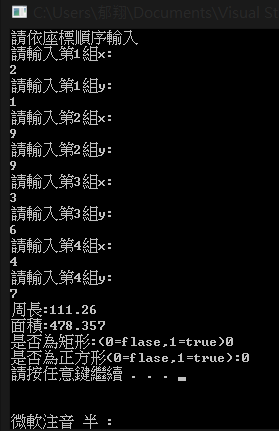 C:\Users\郁翔\Documents\Visual St
請依座標順序輸入
請輸入第1組x:
2
請輸入第1組y:
1
請輸入第2組x:
9
請輸入第2組y:
9
請輸入第3組x:
3
請輸入第3組y:
6
請輸入第4組x:
4
請輸入第4組y:
7
周長:111.26
面積:478.357
是否為矩形:(0=flase,1=true)0
是否為正方形(0=flase,1=true):0
請按任意鍵繼續 . . .
微軟注音 半 :